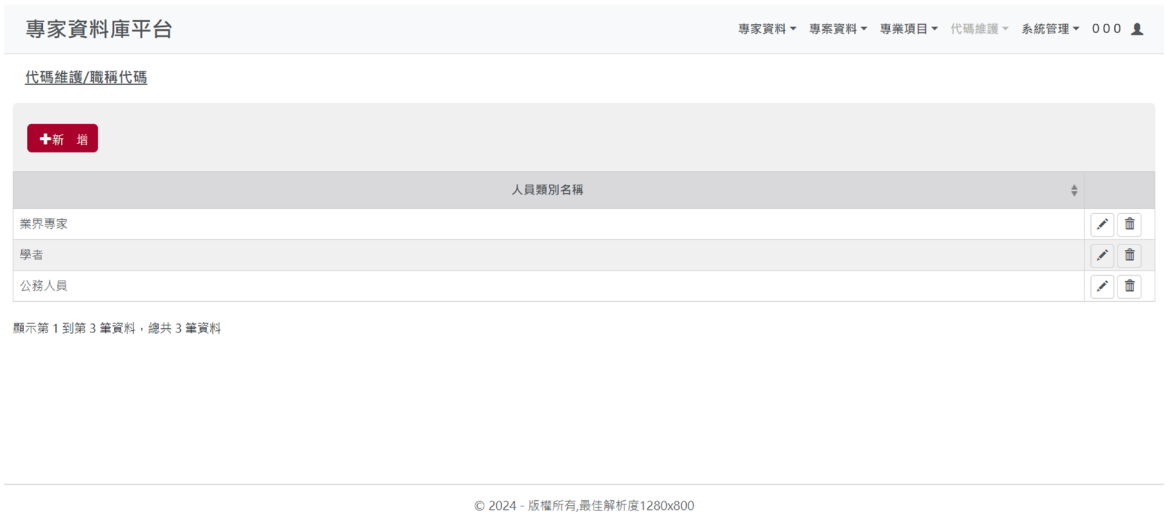 專家資料庫平台
專家資料 專案資料 專業項目 代碼維護 系統管理 000
代碼維護/職稱代碼
新 增
人員類別名稱
業界專家
學者
公務人員
顯示第 1 到第 3 筆資料，總共 3 筆資料
© 2024 - 版權所有,最佳解析度1280x800